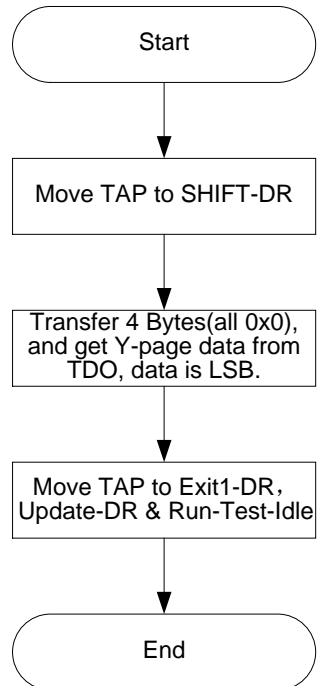 Start
Move TAP to SHIFT-DR
Transfer 4 Bytes(all 0x0),
and get Y-page data from
TDO, data is LSB.
Move TAP to Exit1-DR，
Update-DR & Run-Test-Idle
End